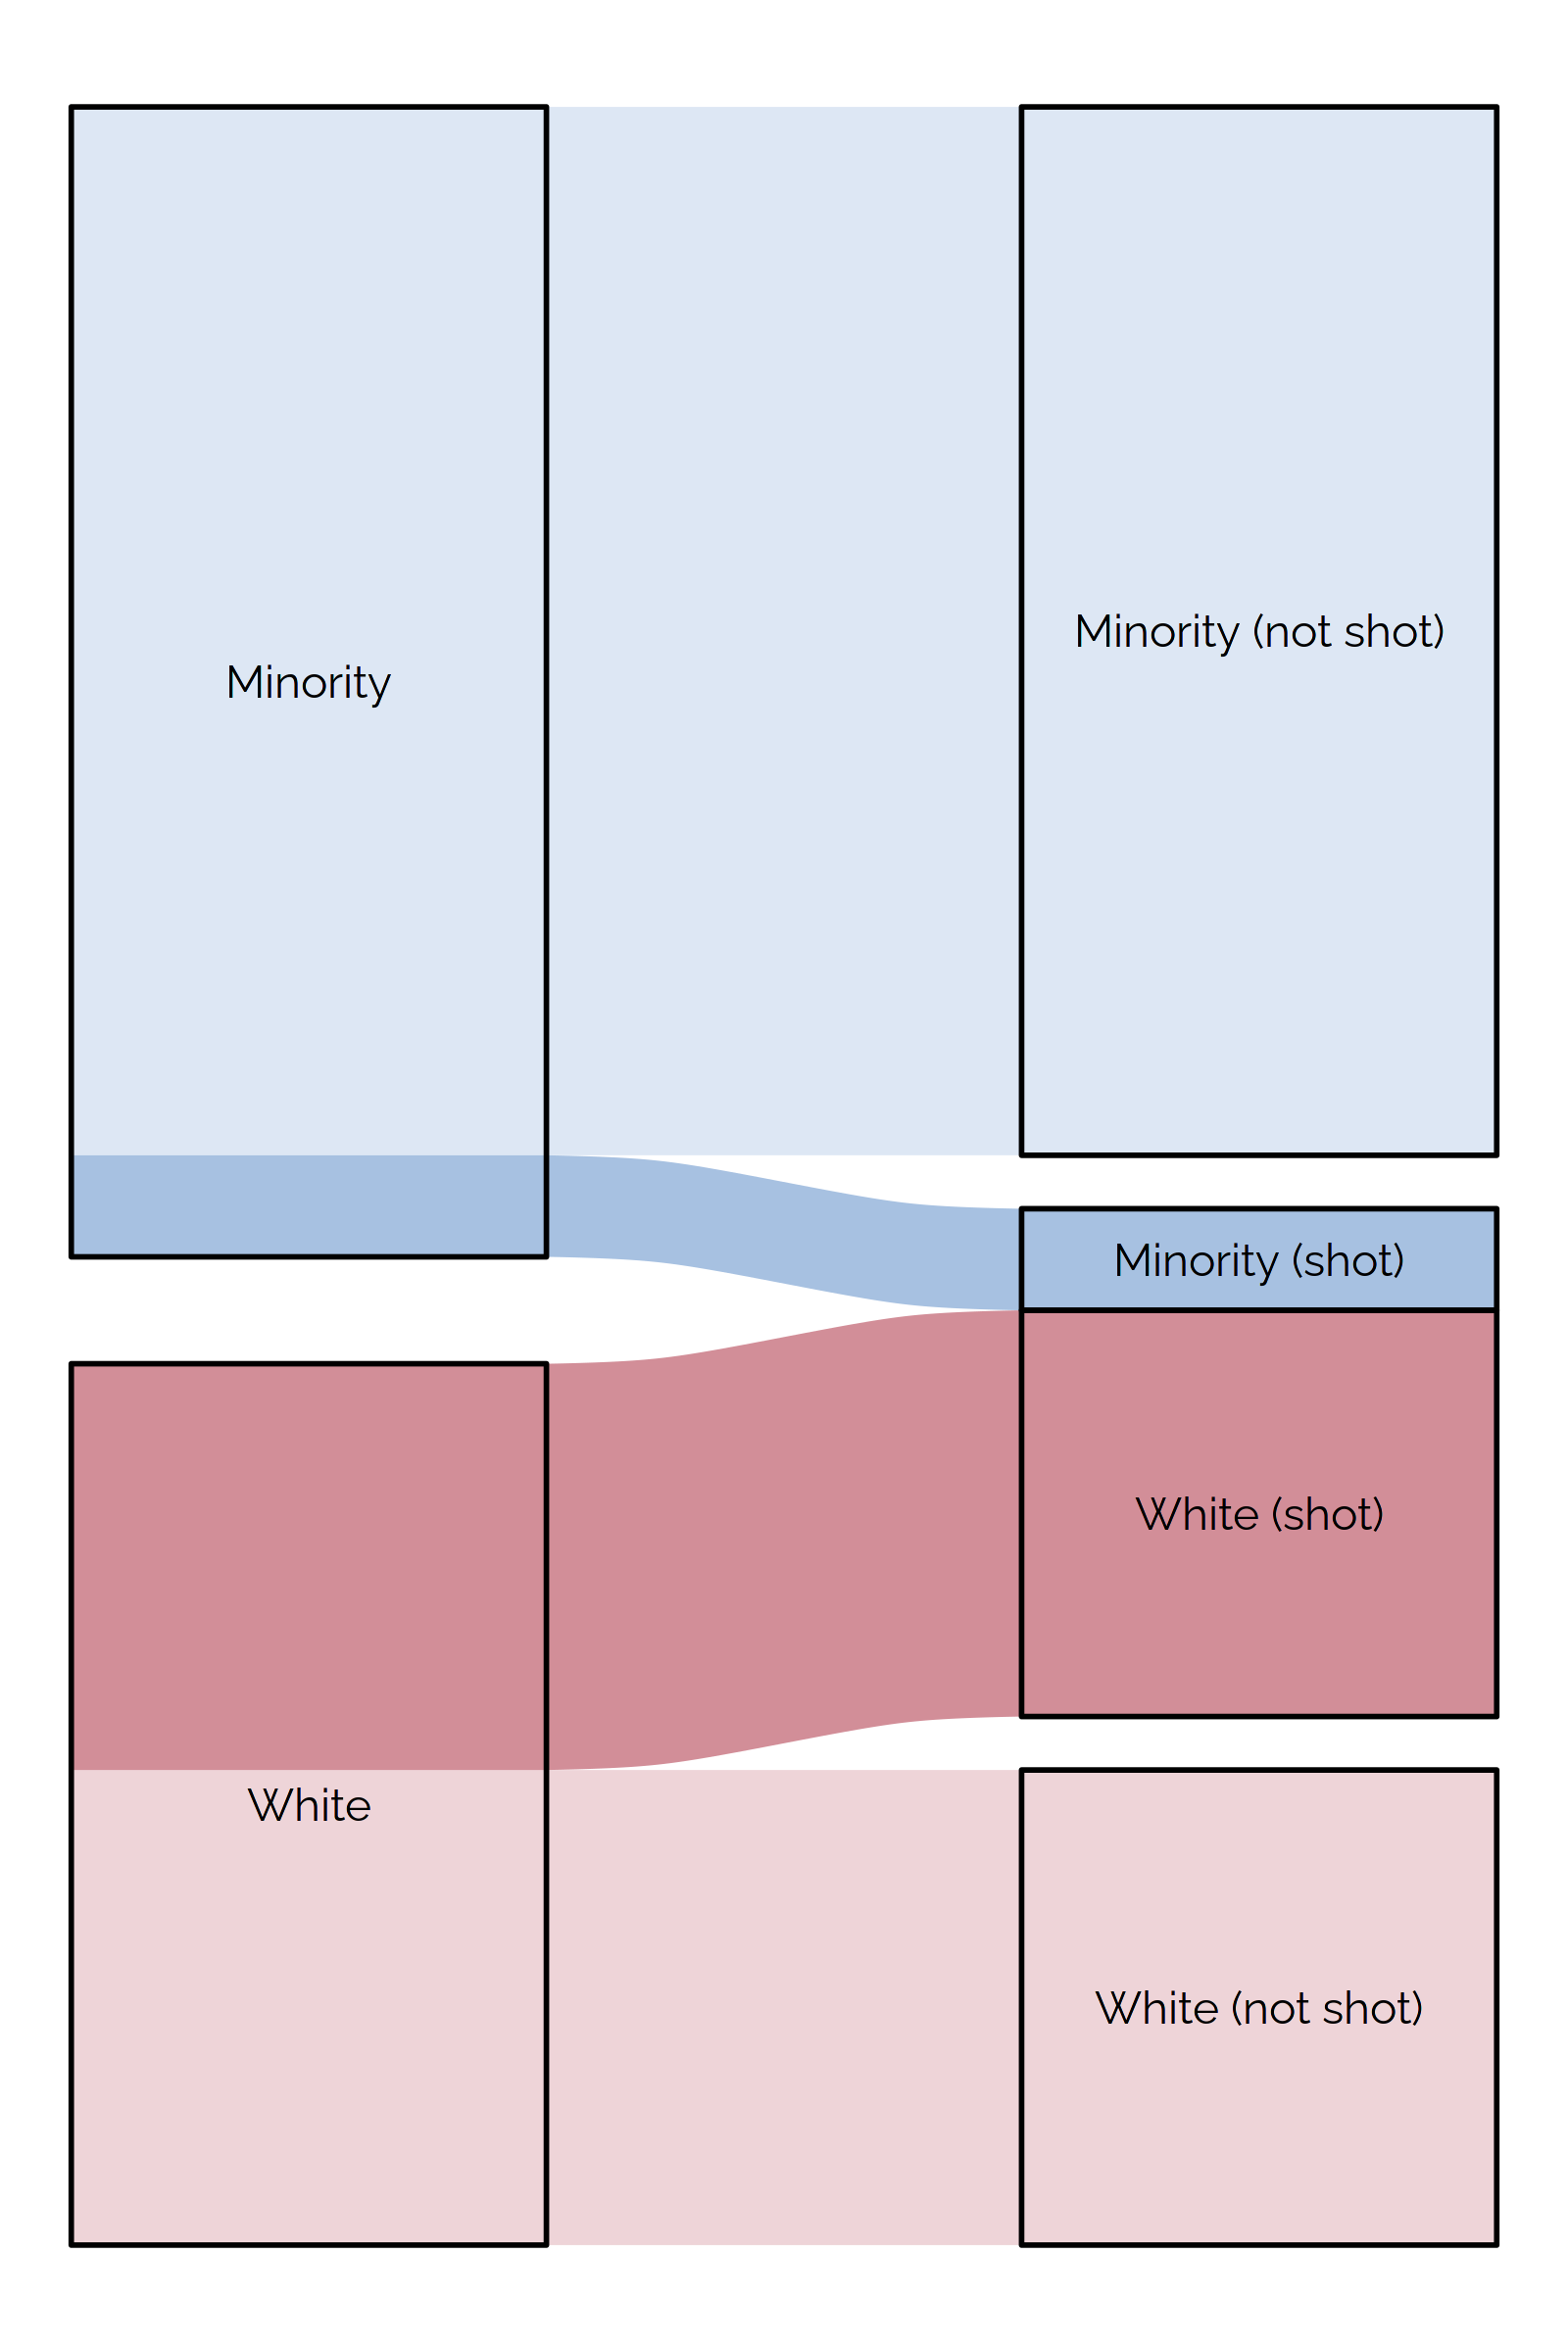 Minority (not shot)
Minority
Minority (shot)
White (shot)
White
White (not shot)